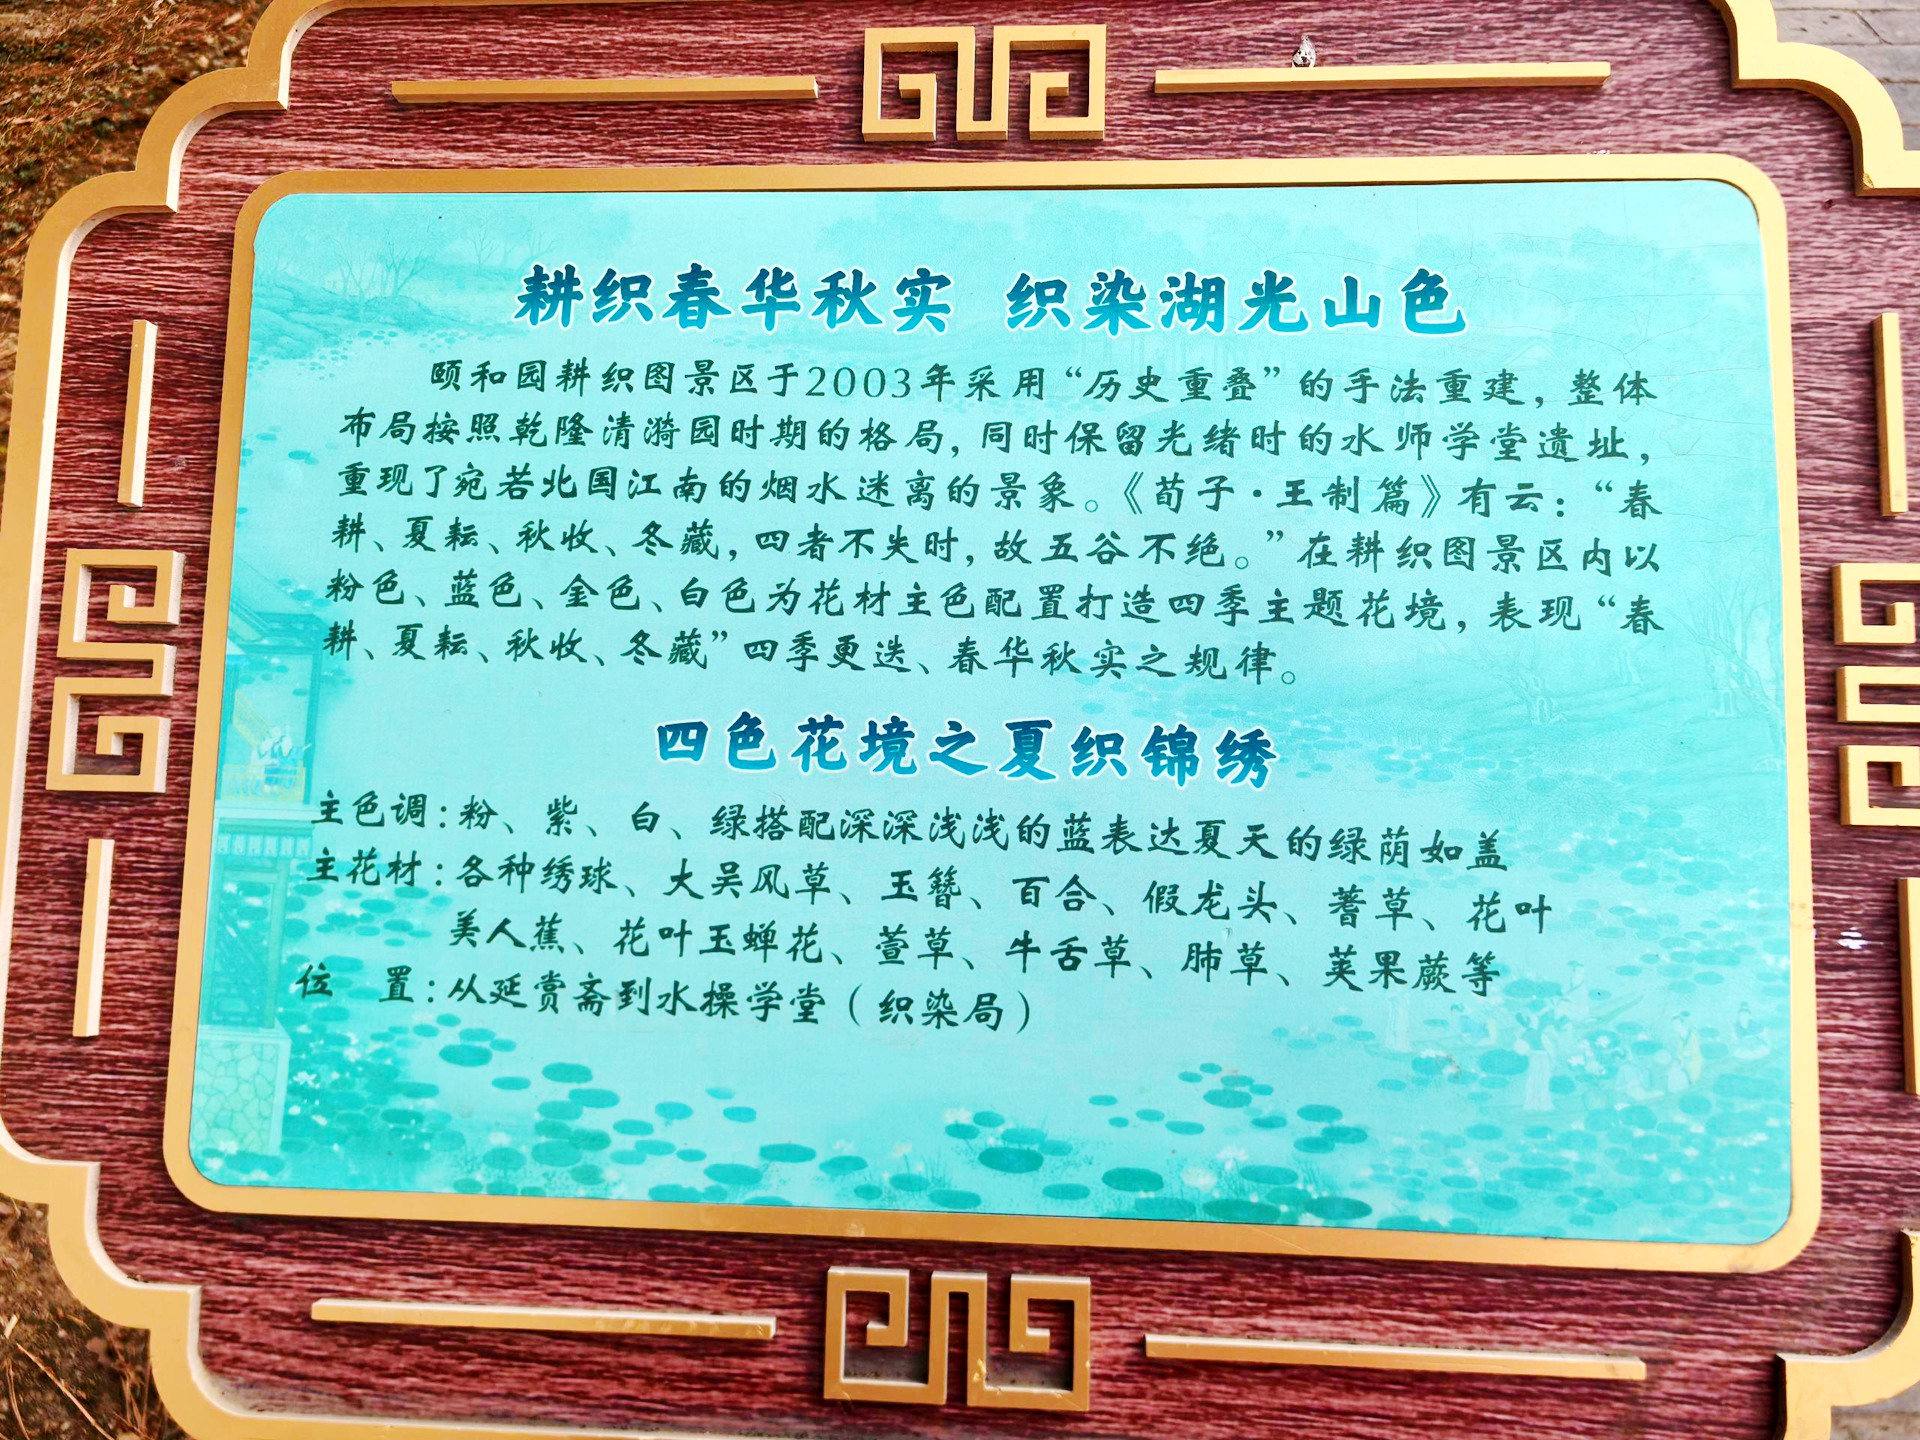 耕织春华秋实 织染湖光山色
颐和园耕织图景区于2003年采用“历史重叠”的手法重建，整体
布局按照乾隆清漪园时期的格局，同时保留光绪时的水师学堂遗址，
重现了宛若北国江南的烟水迷离的景象。《荀子·王制篇》有云：“春
耕、夏耘、秋收、冬藏，四者不失时，故五谷不绝。”在耕织图景区内以
粉色、蓝色、金色、白色为花材主色配置打造四季主题花境，表现“春
耕、夏耘、秋收、冬藏”四季更迭、春华秋实之规律。
四色花境之夏织锦绣
主色调：粉、紫、白、绿搭配深深浅浅的蓝表达夏天的绿荫如盖
主花材：各种绣球、大吴风草、玉簪、百合、假龙头、蓍草、花叶
美人蕉、花叶玉蝉花、萱草、牛舌草、肺草、荚果蕨等
位 置：从延赏斋到水操学堂（织染局）